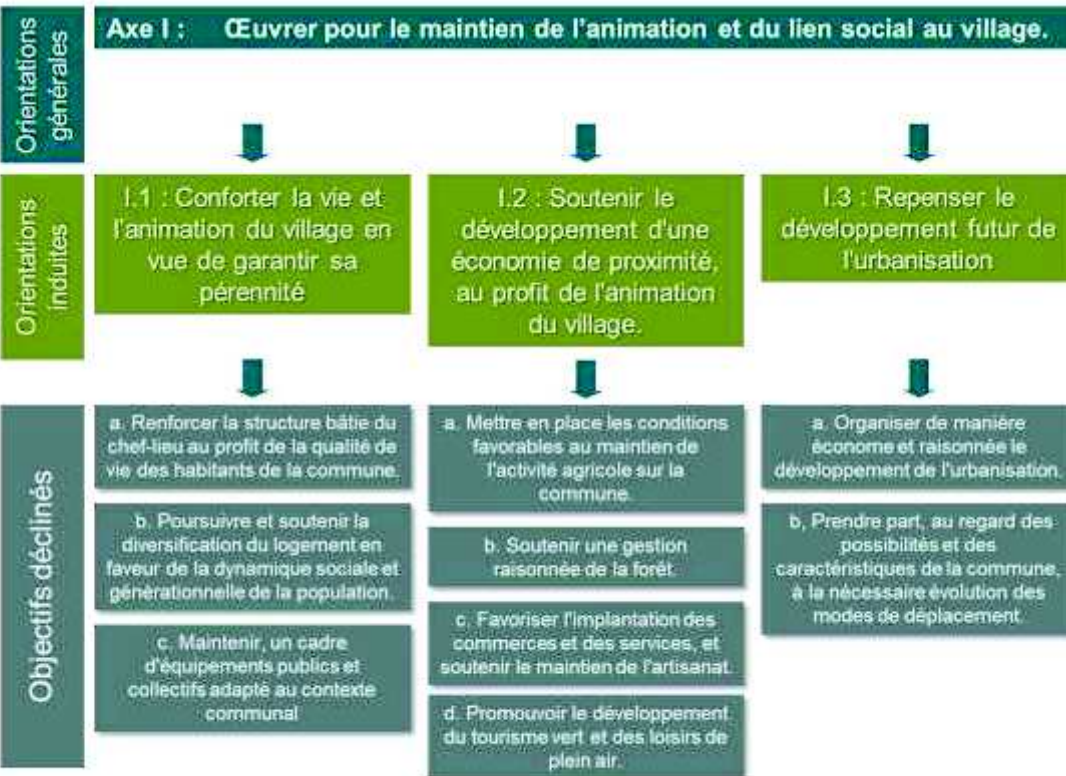 Orientations
générales
Axe I : Œuvrer pour le maintien de l'animation et du lien social au village.
Orientations
induites
I.1 : Conforter la vie et
l'animation du village en
vue de garantir sa
pérennité
I.2 : Soutenir le
développement d'une
économie de proximité,
au profit de l'animation
du village.
I.3 : Repenser le
développement futur de
l'urbanisation
Objectifs déclinés
a. Renforcer la structure bâtie du
chef-lieu au profit de la qualité de
vie des habitants de la commune.
b. Poursuivre et soutenir la
diversification du logement en
faveur de la dynamique sociale et
générationnelle de la population.
c. Maintenir, un cadre
d'équipements publics et
collectifs adapté au contexte
communal
a. Mettre en place les conditions
favorables au maintien de
l'activité agricole sur la
commune.
b. Soutenir une gestion
raisonnée de la forêt.
c. Favoriser l'implantation des
commerces et des services, et
soutenir le maintien de l'artisanat.
d. Promouvoir le développement
du tourisme vert et des loisirs de
plein air.
a. Organiser de manière
économe et raisonnée le
développement de l'urbanisation.
b, Prendre part, au regard des
possibilités et des
caractéristiques de la commune,
à la nécessaire évolution des
modes de déplacement.